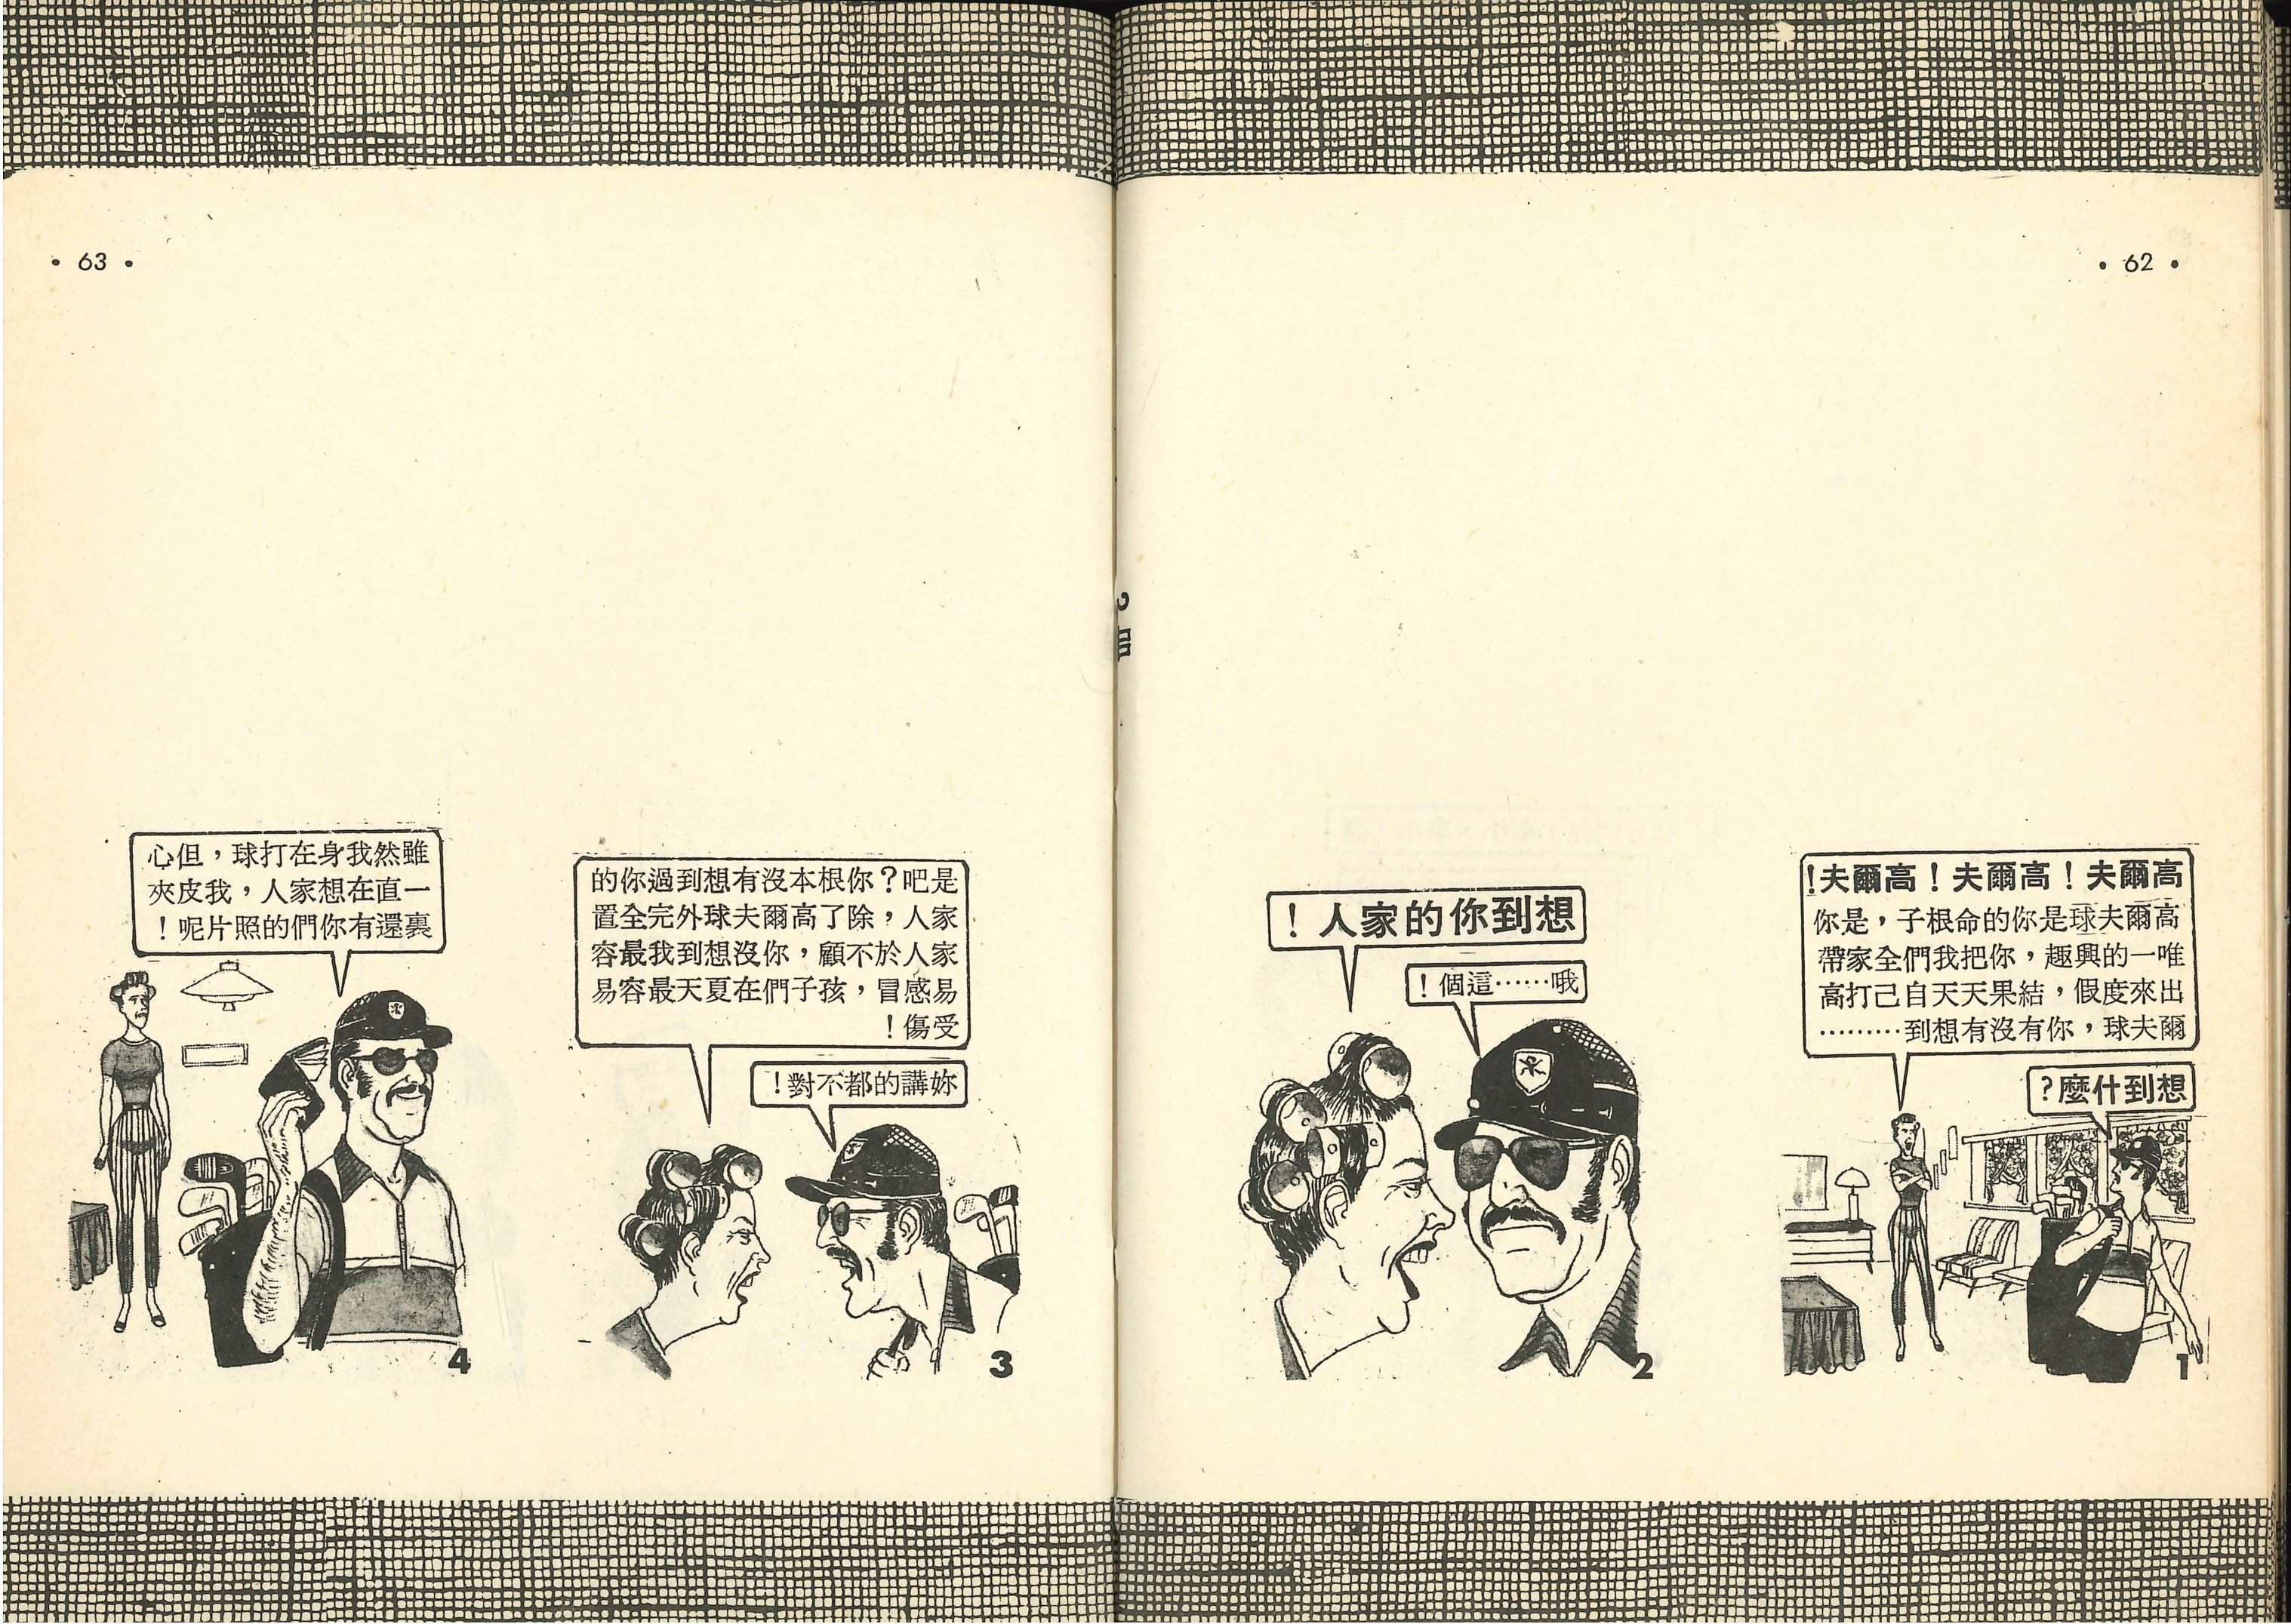 • 62 •
高爾夫！高爾夫！高爾夫！
高爾夫球是你的命根子，是你
唯一的興趣，你把我們全家帶
出來度假，結果天天自己打高
爾夫球，你有沒有想到………
想到什麼？
1
想到你的家人！
哦……這個！
2
• 63 •
是吧？你根本沒有想到過你的
家人，除了高爾夫球外完全置
家人於不顧，你沒想到我最容
易感冒，孩子們在夏天最容易
受傷！
妳講的都不對！
3
雖然我身在打球，但心
一直在想家人，我皮夾
裏還有你們的照片呢！
4